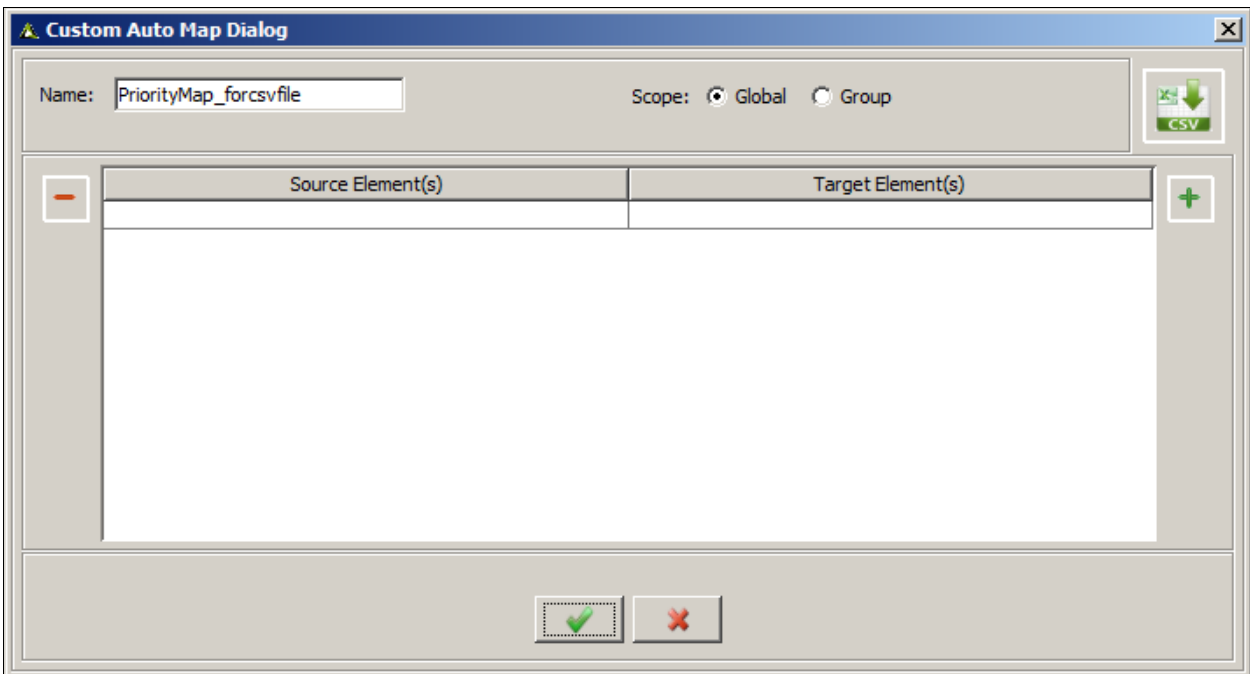 Custom Auto Map Dialog
Name: PriorityMap_forcsvfile Scope: Global Group
CSV
Source Element(s) Target Element(s)